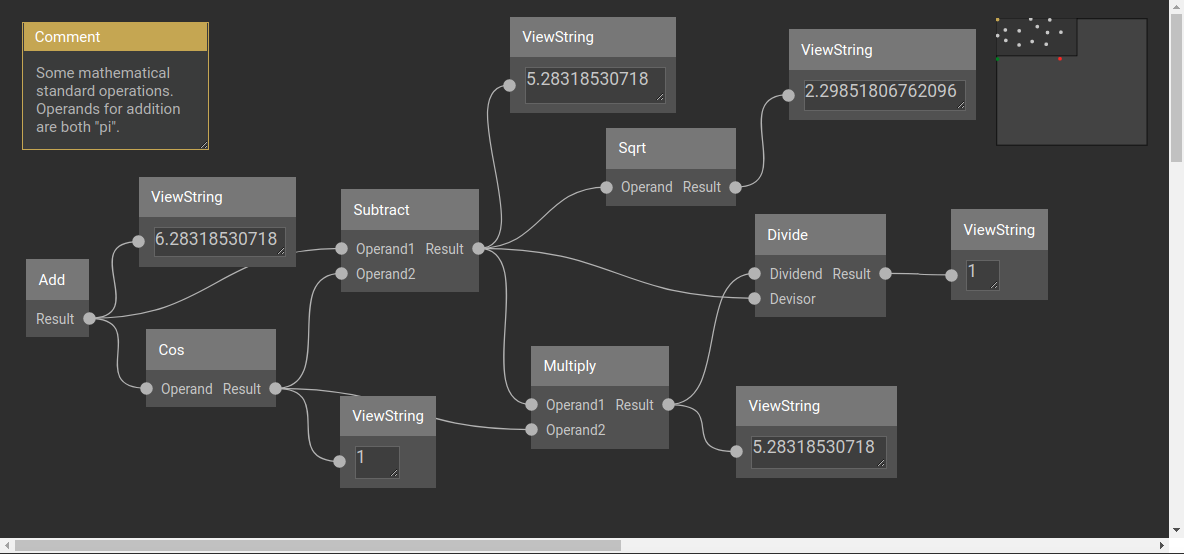 Comment
Some mathematical
standard operations.
Operands for addition
are both "pi".
ViewString
5.28318530718
ViewString
2.29851806762096
Sqrt
Operand Result
ViewString
6.28318530718
Subtract
Operand1 Result
Operand2
Divide
Dividend Result
Devisor
ViewString
1
Add
Result
Cos
Operand Result
ViewString
1
Multiply
Operand1 Result
Operand2
ViewString
5.28318530718